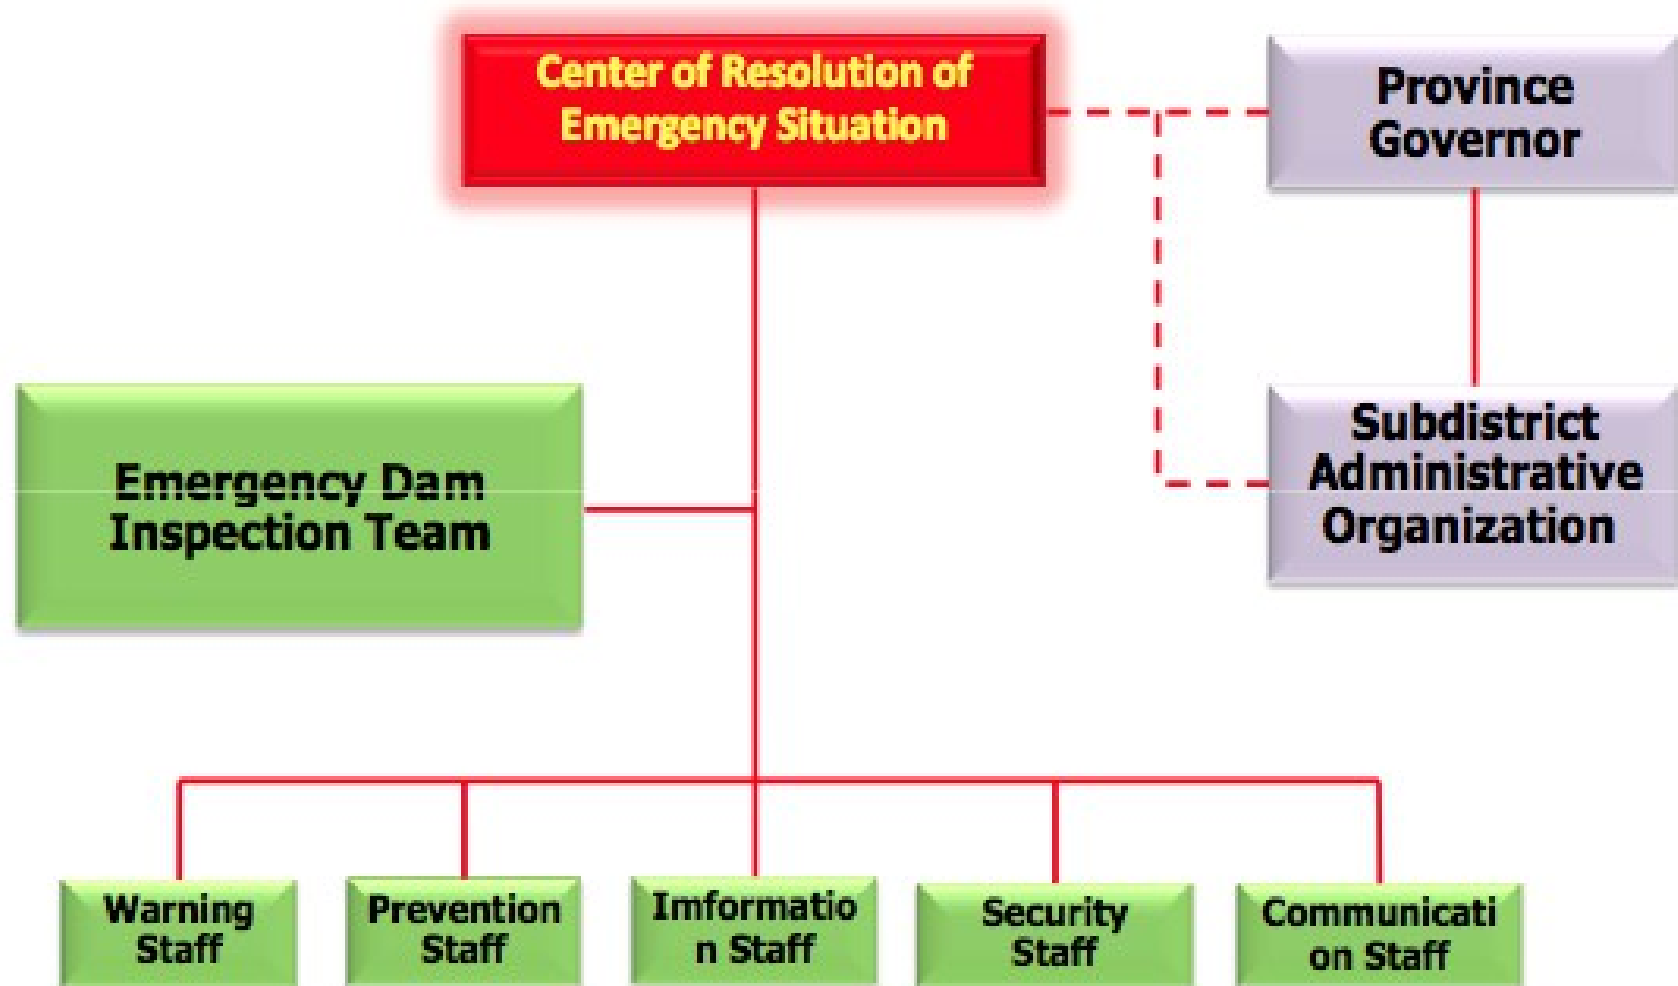 Center of Resolution of
Emergency Situation
Province
Governor
Emergency Dam
Inspection Team
Subdistrict
Administrative
Organization
Warning
Staff
Prevention
Staff
Imformatio
n Staff
Security
Staff
Communicati
on Staff